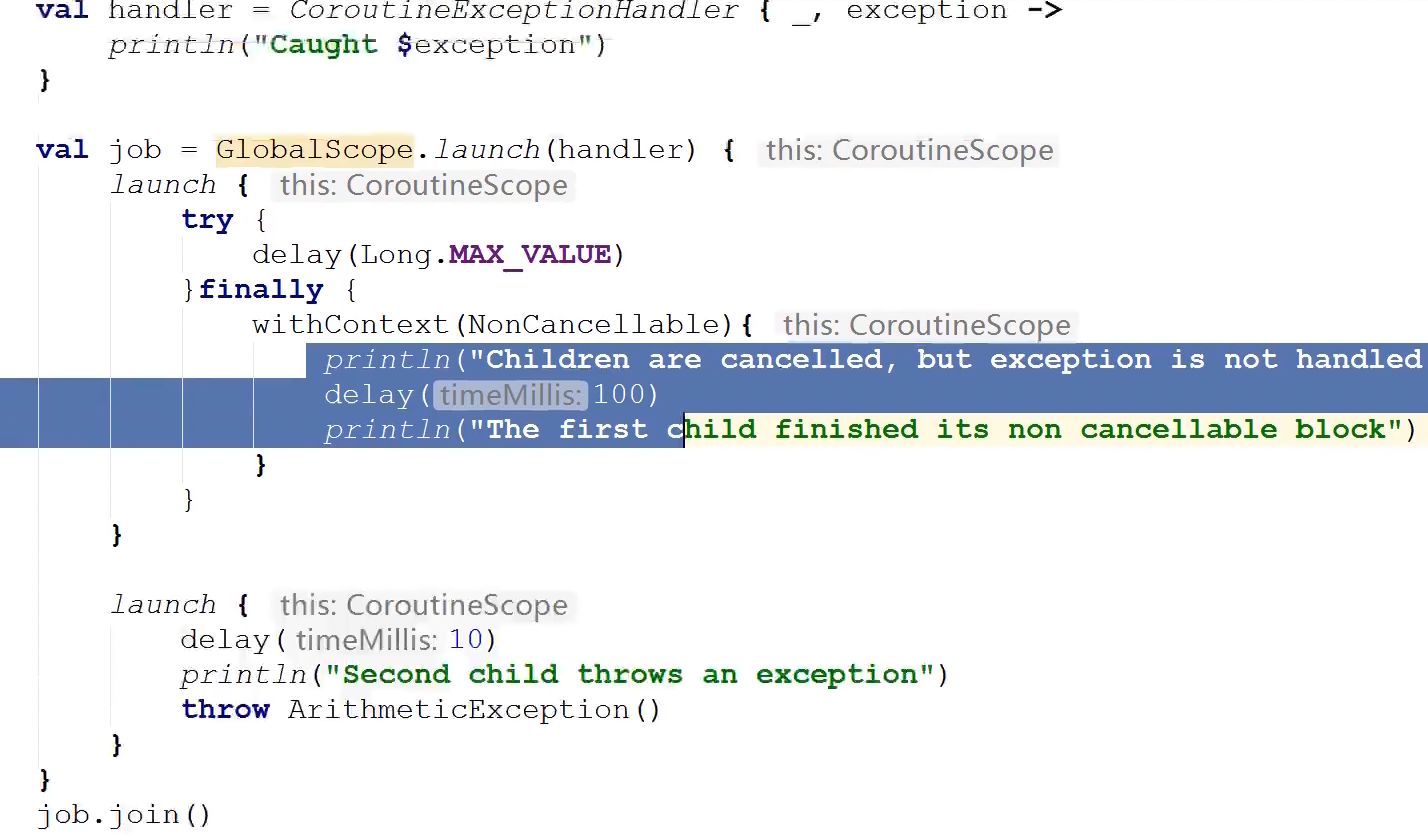 val handler = CoroutineExceptionHandler { _, exception ->
    println("Caught $exception")
}

val job = GlobalScope.launch(handler) { this: CoroutineScope
    launch { this: CoroutineScope
        try {
            delay(Long.MAX_VALUE)
        }finally {
            withContext(NonCancellable){ this: CoroutineScope
                println("Children are cancelled, but exception is not handled
                delay( timeMillis: 100)
                println("The first child finished its non cancellable block")
            }
        }
    }

    launch { this: CoroutineScope
        delay( timeMillis: 10)
        println("Second child throws an exception")
        throw ArithmeticException()
    }
}
job.join()